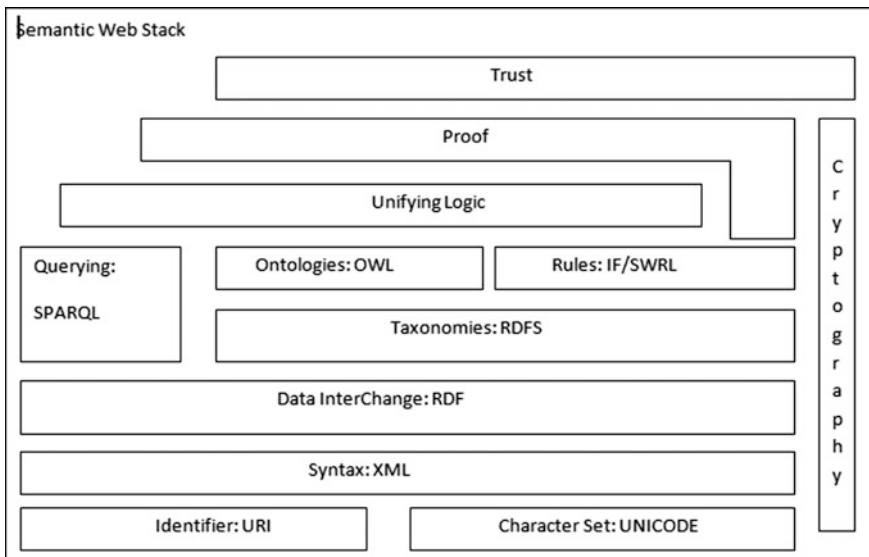 Semantic Web Stack
Trust
Proof
Unifying Logic
Querying:
SPARQL
Ontologies: OWL
Rules: IF/SWRL
Taxonomies: RDFS
Data InterChange: RDF
Syntax: XML
Identifier: URI
Character Set: UNICODE
Cryptography